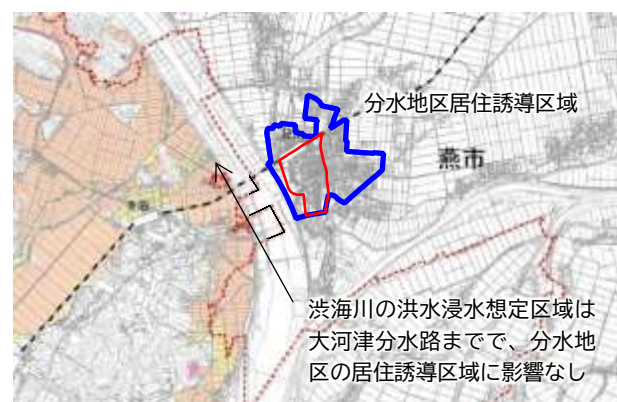 分水地区居住誘導区域
燕市
渋海川の洪水浸水想定区域は
大河津分水路までで、分水地
区の居住誘導区域に影響なし